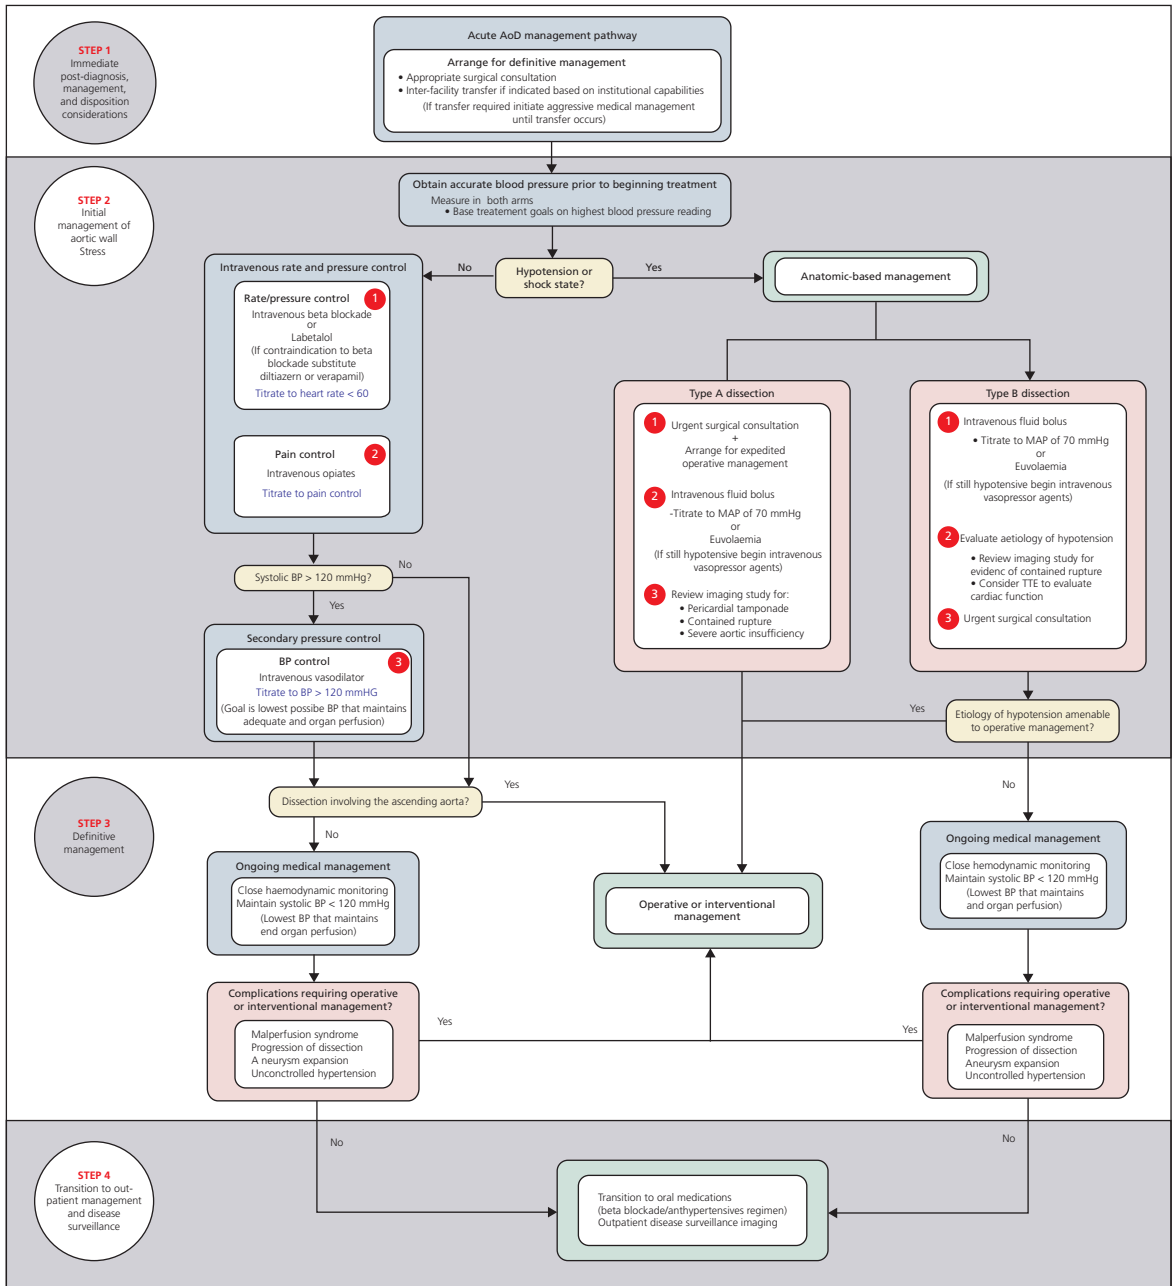 STEP 1
Immediate
post-diagnosis,
management,
and disposition
considerations
Acute AoD management pathway
Arrange for definitive management
• Appropriate surgical consultation
• Inter-facility transfer if indicated based on institutional capabilities
(If transfer required initiate aggressive medical management
until transfer occurs)
STEP 2
Initial
management of
aortic wall
Stress
Obtain accurate blood pressure prior to beginning treatment
Measure in both arms
• Base treatement goals on highest blood pressure reading
Hypotension or
shock state?
No
Yes
Intravenous rate and pressure control
Rate/pressure control
1
Intravenous beta blockade
or
Labetalol
(If contraindication to beta
blockade substitute
diltiazern or verapamil)
Titrate to heart rate < 60
Pain control
2
Intravenous opiates
Titrate to pain control
Anatomic-based management
Type A dissection
1
Urgent surgical consultation
+
Arrange for expedited
operative management
2
Intravenous fluid bolus
-Titrate to MAP of 70 mmHg
or
Euvolaemia
(If still hypotensive begin intravenous
vasopressor agents)
3
Review imaging study for:
• Pericardial tamponade
• Contained rupture
• Severe aortic insufficiency
Type B dissection
1
Intravenous fluid bolus
• Titrate to MAP of 70 mmHg
or
Euvolaemia
(If still hypotensive begin intravenous
vasopressor agents)
2
Evaluate aetiology of hypotension
• Review imaging study for
evidenc of contained rupture
• Consider TTE to evaluate
cardiac function
3
Urgent surgical consultation
Systolic BP > 120 mmHg?
No
Yes
Secondary pressure control
BP control
3
Intravenous vasodilator
Titrate to BP > 120 mmHG
(Goal is lowest possibe BP that maintains
adequate and organ perfusion)
Etiology of hypotension amenable
to operative management?
Yes
No
STEP 3
Definitive
management
Dissection involving the ascending aorta?
Yes
No
Ongoing medical management
Close haemodynamic monitoring
Maintain systolic BP < 120 mmHg
(Lowest BP that maintains
end organ perfusion)
Operative or interventional
management
Ongoing medical management
Close hemodynamic monitoring
Maintain systolic BP < 120 mmHg
(Lowest BP that maintains
and organ perfusion)
Complications requiring operative
or interventional management?
Malperfusion syndrome
Progression of dissection
A neurysm expansion
Unconctrolled hypertension
Yes
No
Complications requiring operative
or interventional management?
Malperfusion syndrome
Progression of dissection
Aneurysm expansion
Uncontrolled hypertension
Yes
No
STEP 4
Transition to out-
patient management
and disease
surveillance
Transition to oral medications
(beta blockade/anthypertensives regimen)
Outpatient disease surveillance imaging